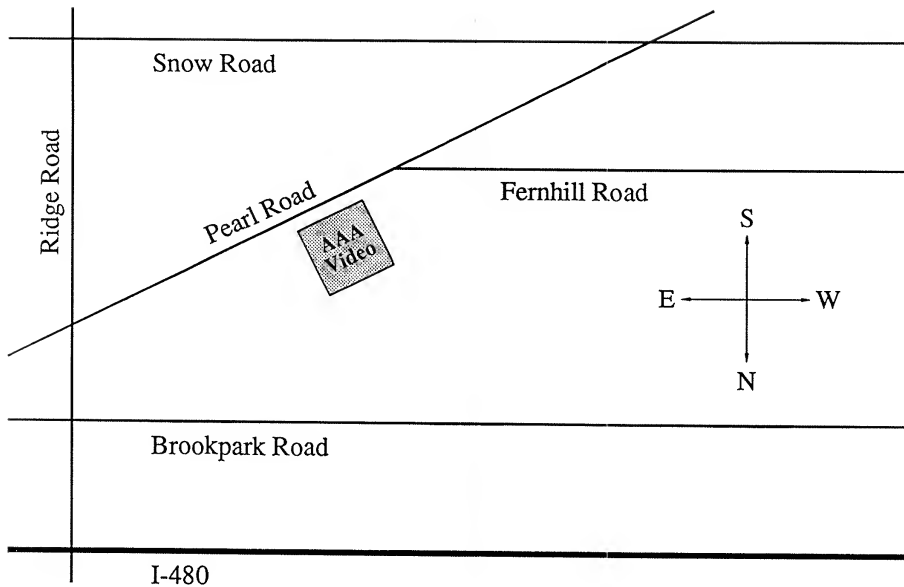 Snow Road
Ridge Road
Pearl Road
Fernhill Road
AAA
Video
S
E
W
N
Brookpark Road
I-480